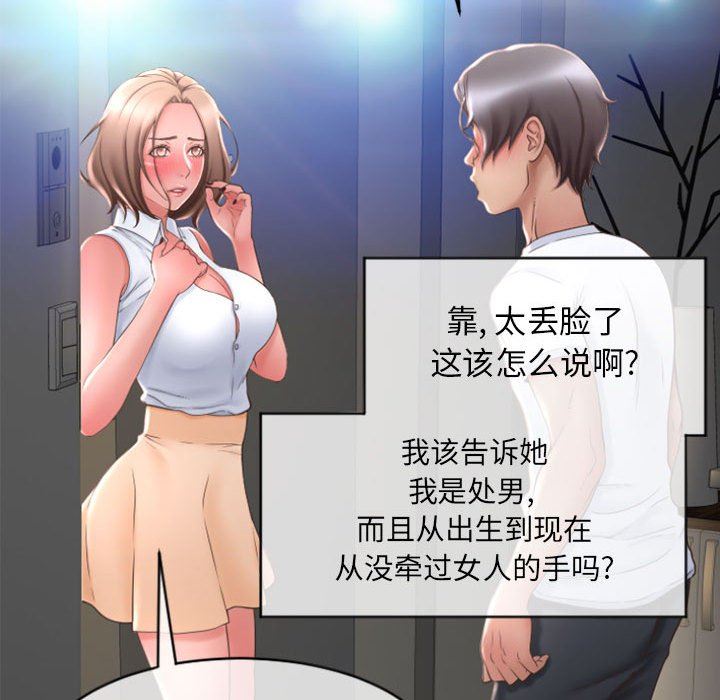 靠, 太丢脸了
这该怎么说啊?
我该告诉她
我是处男,
而且从出生到现在
从没牵过女人的手吗?